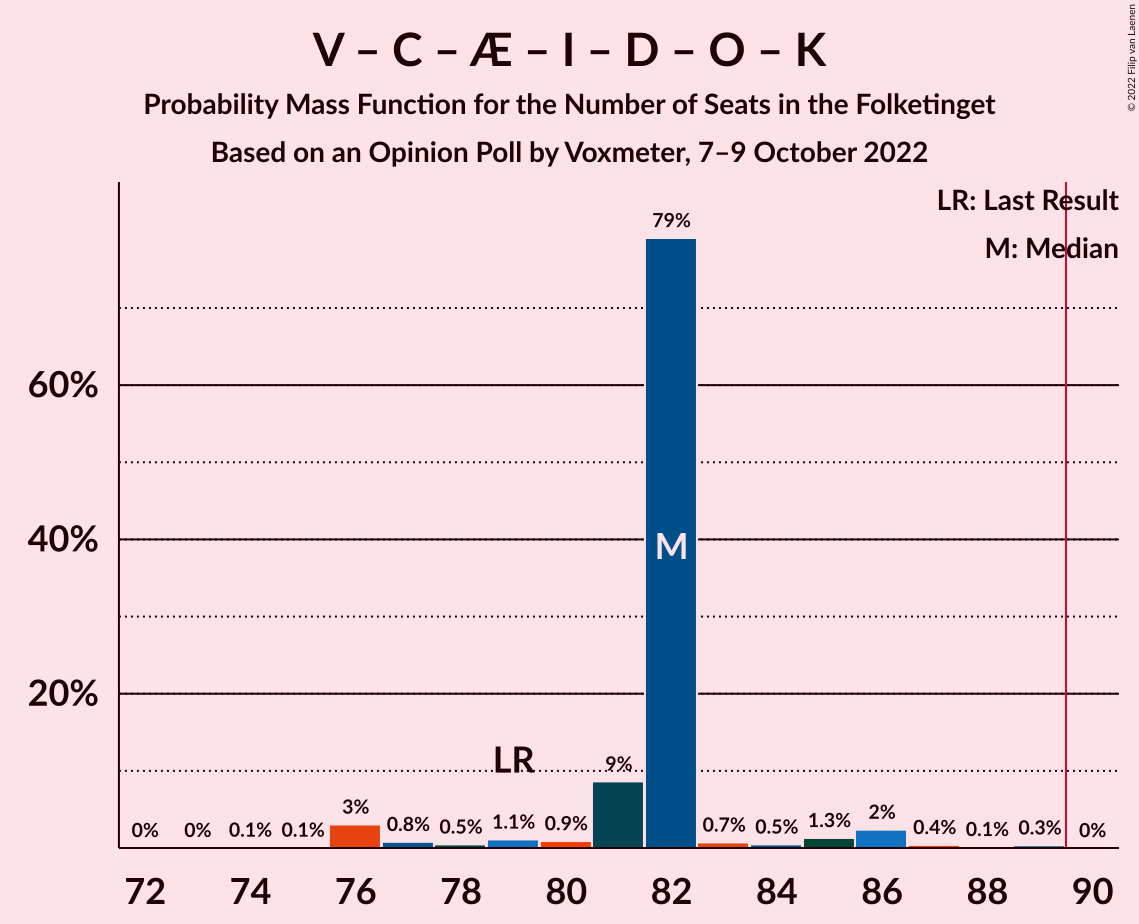 V – C – Æ – I – D – O – K
Probability Mass Function for the Number of Seats in the Folketinget
Based on an Opinion Poll by Voxmeter, 7–9 October 2022
© 2022 Filip van Laenen
LR: Last Result
M: Median
60%
40%
20%
79%
M
LR
0% 0% 0.1% 0.1% 3% 0.8% 0.5% 1.1% 0.9% 9% 0.7% 0.5% 1.3% 2% 0.4% 0.1% 0.3% 0%
72 74 76 78 80 82 84 86 88 90